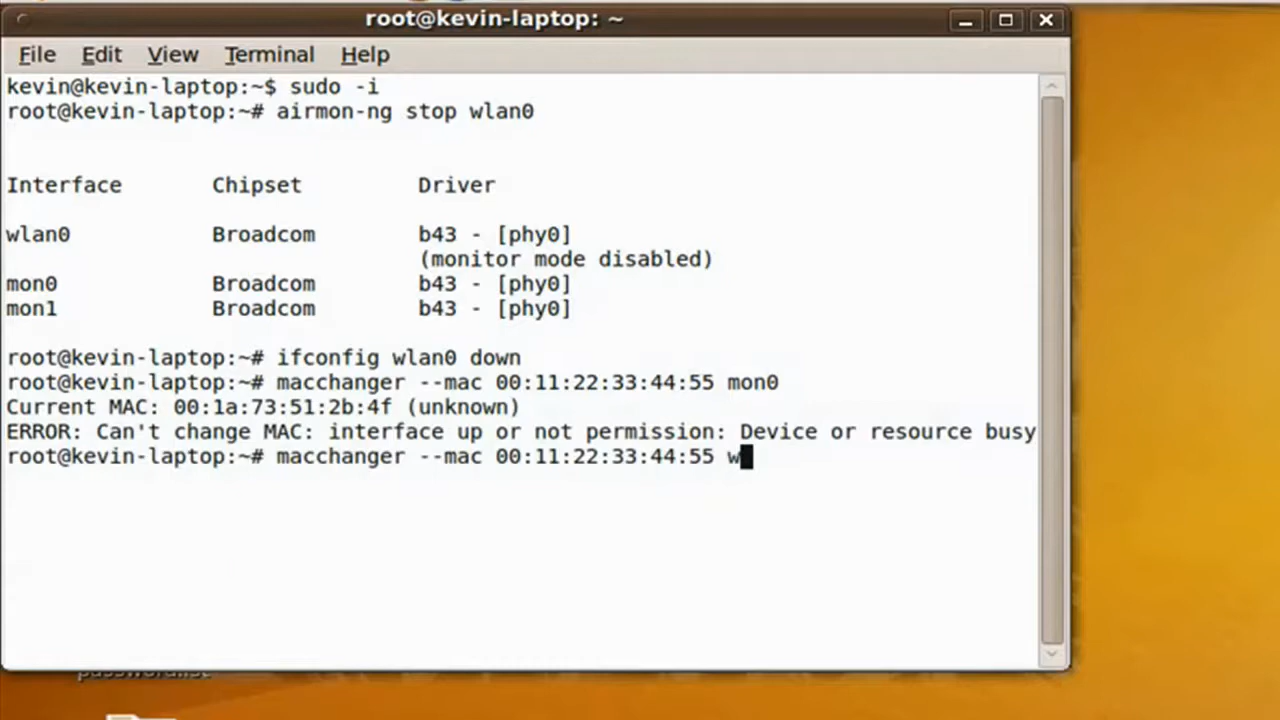 root@kevin-laptop: ~
File Edit View Terminal Help
kevin@kevin-laptop:~$ sudo -i
root@kevin-laptop:~# airmon-ng stop wlan0
Interface Chipset Driver
wlan0 Broadcom b43 - [phy0]
(monitor mode disabled)
mon0 Broadcom b43 - [phy0]
mon1 Broadcom b43 - [phy0]
root@kevin-laptop:~# ifconfig wlan0 down
root@kevin-laptop:~# macchanger --mac 00:11:22:33:44:55 mon0
Current MAC: 00:1a:73:51:2b:4f (unknown)
ERROR: Can't change MAC: interface up or not permission: Device or resource busy
root@kevin-laptop:~# macchanger --mac 00:11:22:33:44:55 w